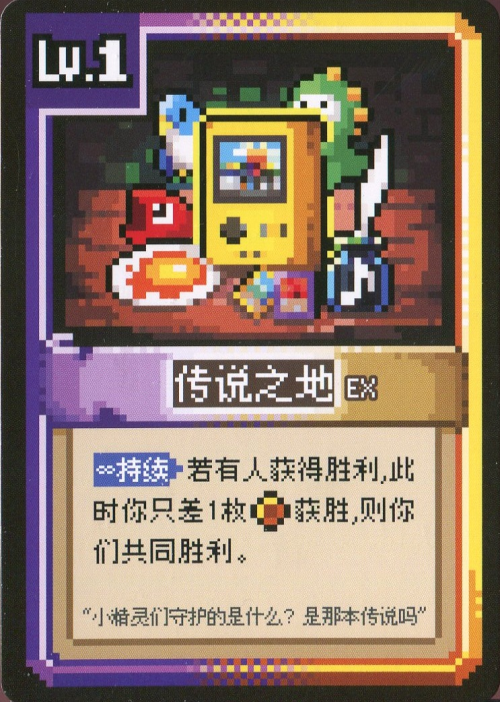 Lv.1
传说之地 EX
∞持续 若有人获得胜利,此
时你只差1枚获胜,则你
们共同胜利。
“小精灵们守护的是什么？是那本传说吗”